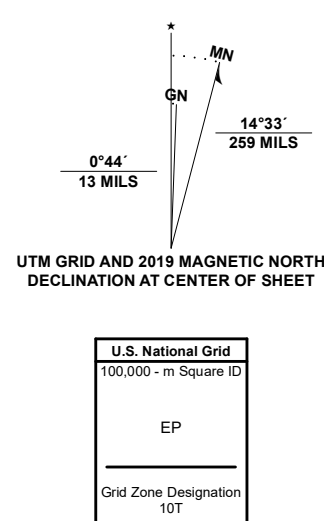 ★
MN
GN
14°33´
259 MILS
0°44´
13 MILS
UTM GRID AND 2019 MAGNETIC NORTH
DECLINATION AT CENTER OF SHEET
U.S. National Grid
100,000 - m Square ID
EP
Grid Zone Designation
10T